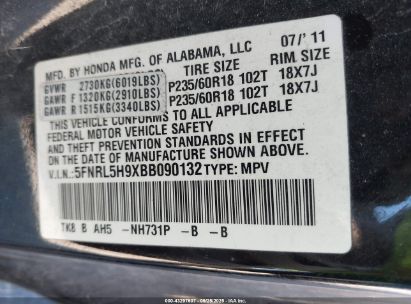 MFD. BY HONDA MFG. OF ALABAMA, LLC 07/'11
TIRE SIZE RIM SIZE
GVWR 2730KG(6019LBS)
GAWR F 1320KG(2910LBS) P235/60R18 102T 18X7J
GAWR R 1515KG(3340LBS) P235/60R18 102T 18X7J
THIS VEHICLE CONFORMS TO ALL APPLICABLE
FEDERAL MOTOR VEHICLE SAFETY AND THEFT
PREVENTION STANDARDS IN EFFECT ON
THE DATE OF MANUFACTURE SHOWN ABOVE.
V.I.N.:5FNRL5H9XBB090132 TYPE: MPV
TK8 B AH5 -NH731P -B -B